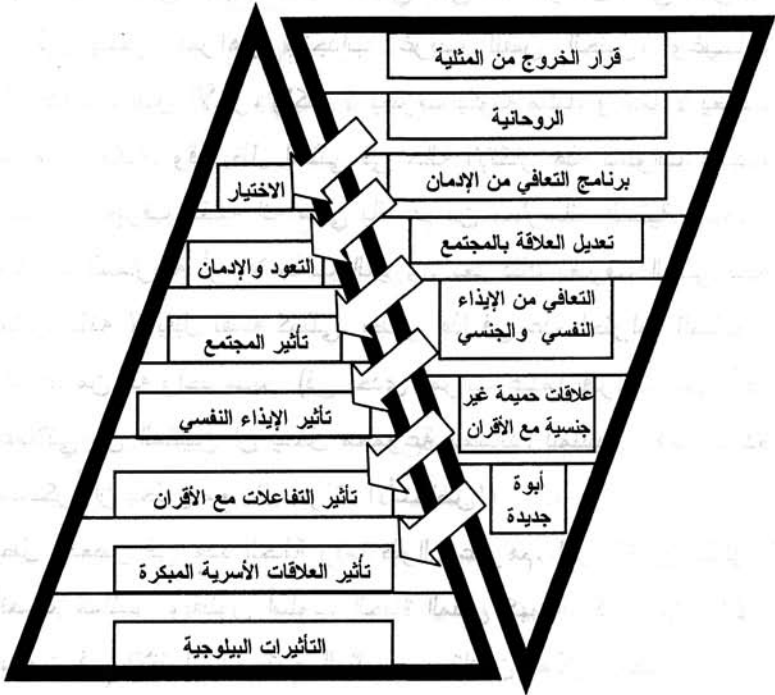 قرار الخروج من المثلية
الروحانية
برنامج التعافي من الإدمان
تعديل العلاقة بالمجتمع
التعافي من الإيذاء
النفسي والجنسي
علاقات حميمة غير
جنسية مع الأقران
أبوة
جديدة
الاختيار
التعود والإدمان
تأثير المجتمع
تأثير الإيذاء النفسي
تأثير التفاعلات مع الأقران
تأثير العلاقات الأسرية المبكرة
التأثيرات البيلوجية